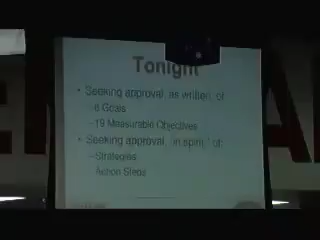 Tonight
• Seeking approval "as written" of:
–6 Goals
–19 Measurable Objectives
• Seeking approval "in spirit" of:
–Strategies
–Action Steps